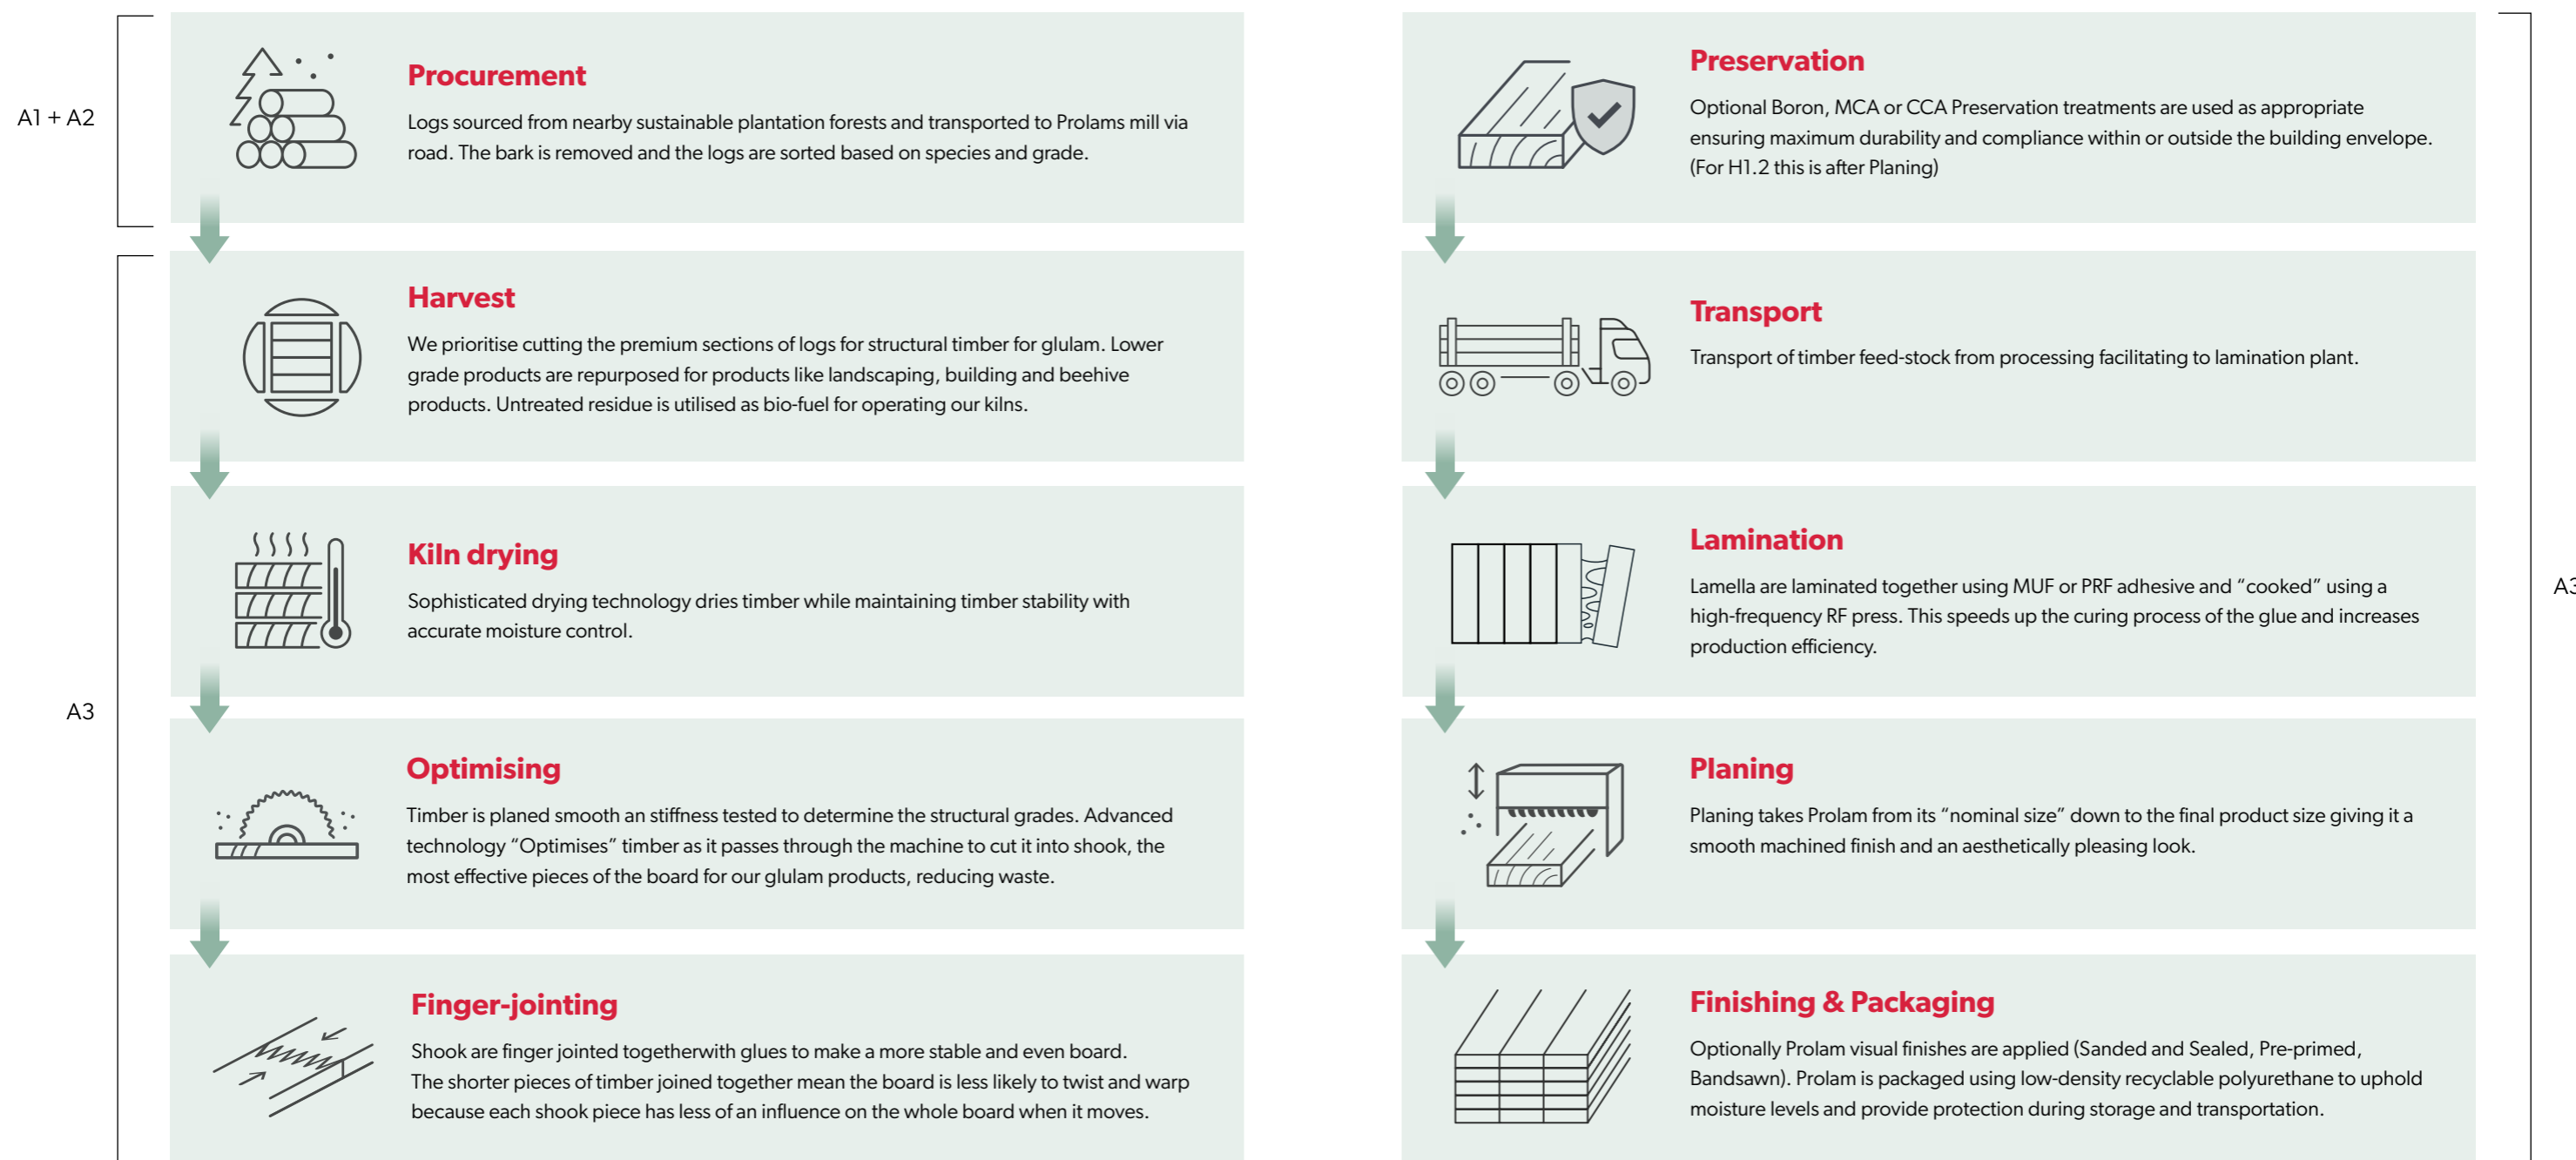 A1 + A2
Procurement
Logs sourced from nearby sustainable plantation forests and transported to Prolams mill via
road. The bark is removed and the logs are sorted based on species and grade.
A3
Harvest
We prioritise cutting the premium sections of logs for structural timber for glulam. Lower
grade products are repurposed for products like landscaping, building and beehive
products. Untreated residue is utilised as bio-fuel for operating our kilns.
Kiln drying
Sophisticated drying technology dries timber while maintaining timber stability with
accurate moisture control.
Optimising
Timber is planed smooth an stiffness tested to determine the structural grades. Advanced
technology “Optimises” timber as it passes through the machine to cut it into shook, the
most effective pieces of the board for our glulam products, reducing waste.
Finger-jointing
Shook are finger jointed togetherwith glues to make a more stable and even board.
The shorter pieces of timber joined together mean the board is less likely to twist and warp
because each shook piece has less of an influence on the whole board when it moves.
Preservation
Optional Boron, MCA or CCA Preservation treatments are used as appropriate
ensuring maximum durability and compliance within or outside the building envelope.
(For H1.2 this is after Planing)
Transport
Transport of timber feed-stock from processing facilitating to lamination plant.
Lamination
Lamella are laminated together using MUF or PRF adhesive and “cooked” using a
high-frequency RF press. This speeds up the curing process of the glue and increases
production efficiency.
Planing
Planing takes Prolam from its “nominal size” down to the final product size giving it a
smooth machined finish and an aesthetically pleasing look.
Finishing & Packaging
Optionally Prolam visual finishes are applied (Sanded and Sealed, Pre-primed,
Bandsawn). Prolam is packaged using low-density recyclable polyurethane to uphold
moisture levels and provide protection during storage and transportation.
A3